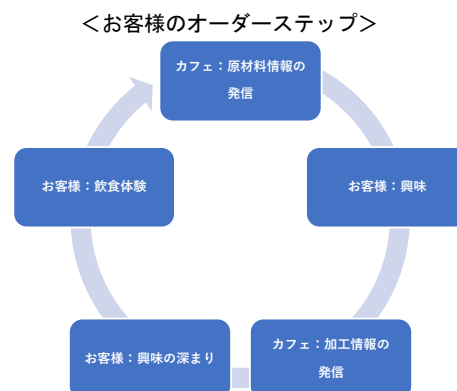 ＜お客様のオーダーステップ＞
カフェ：原材料情報の
発信
お客様：興味
カフェ：加工情報の
発信
お客様：興味の深まり
お客様：飲食体験